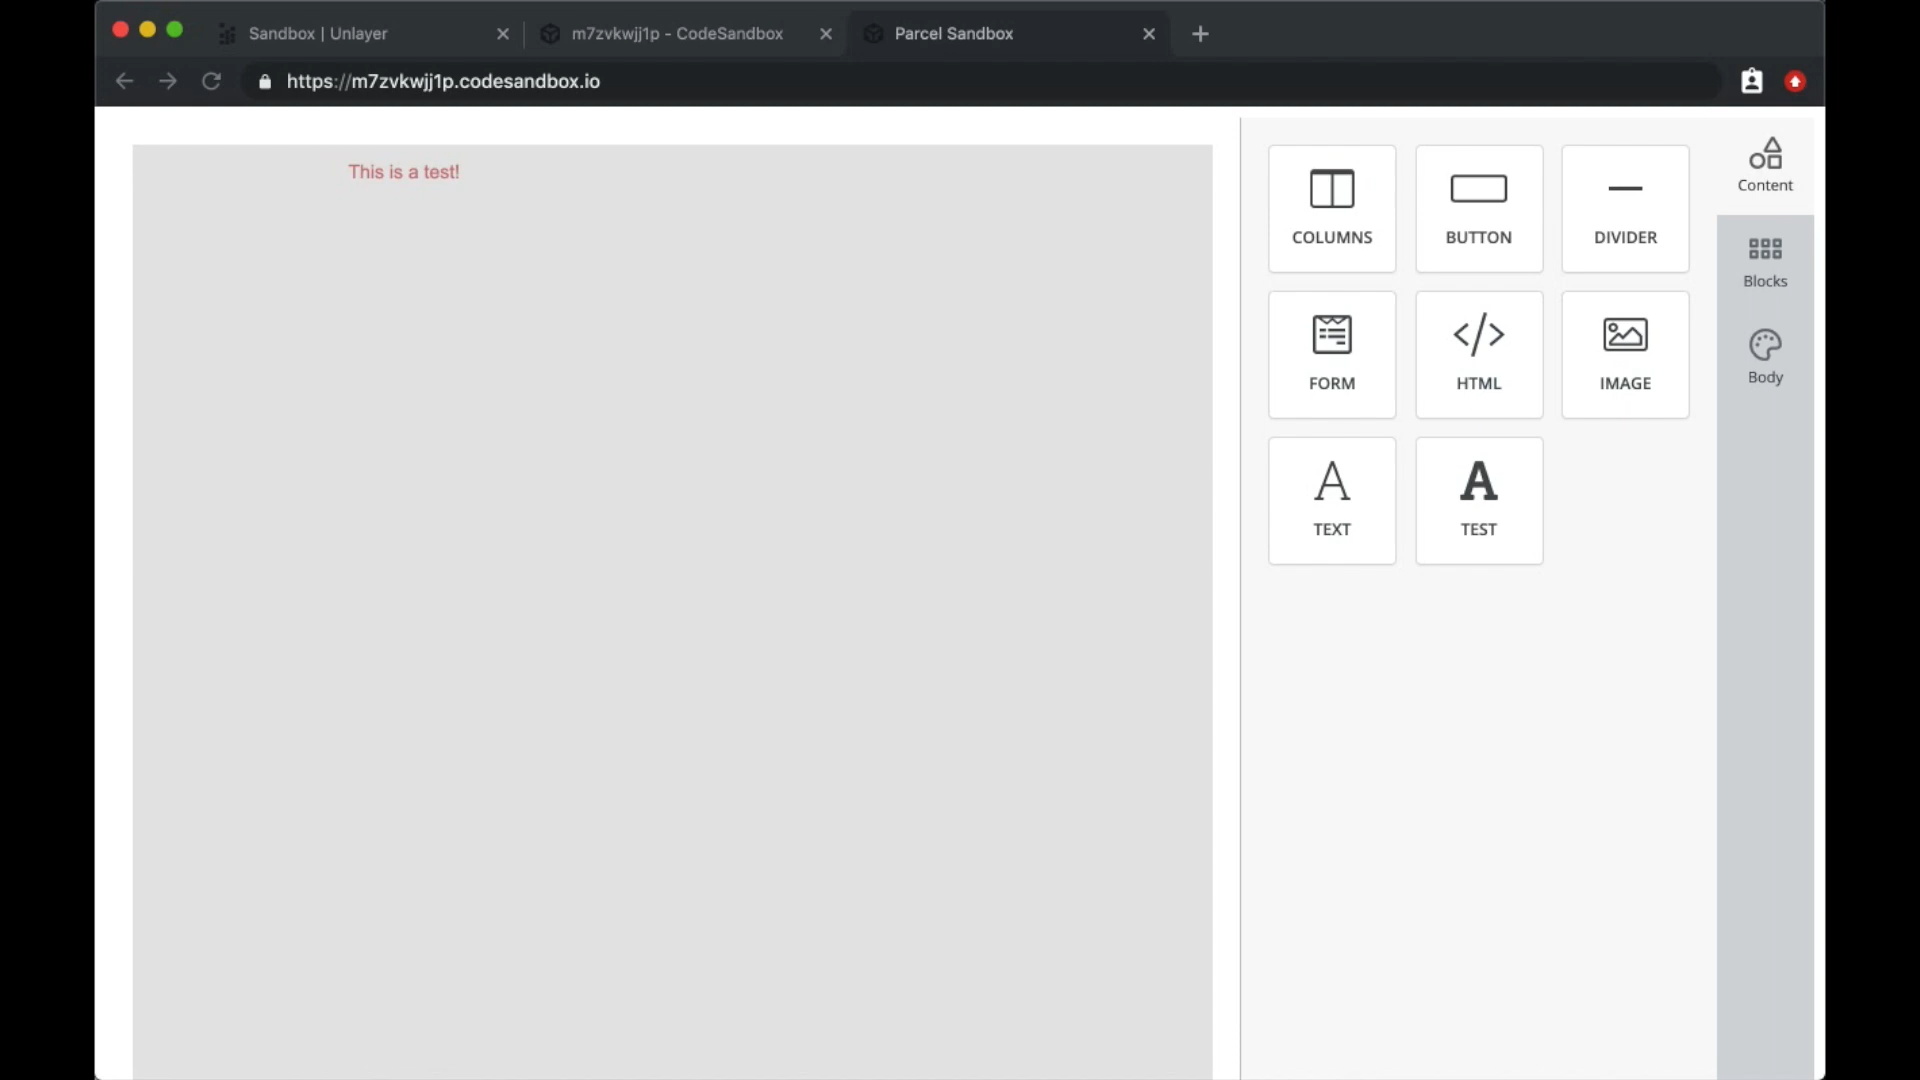 Sandbox | Unlayer
m7zvkwjj1p - CodeSandbox
Parcel Sandbox
https://m7zvkwjj1p.codesandbox.io
This is a test!
COLUMNS
BUTTON
DIVIDER
FORM
HTML
IMAGE
TEXT
TEST
Content
Blocks
Body